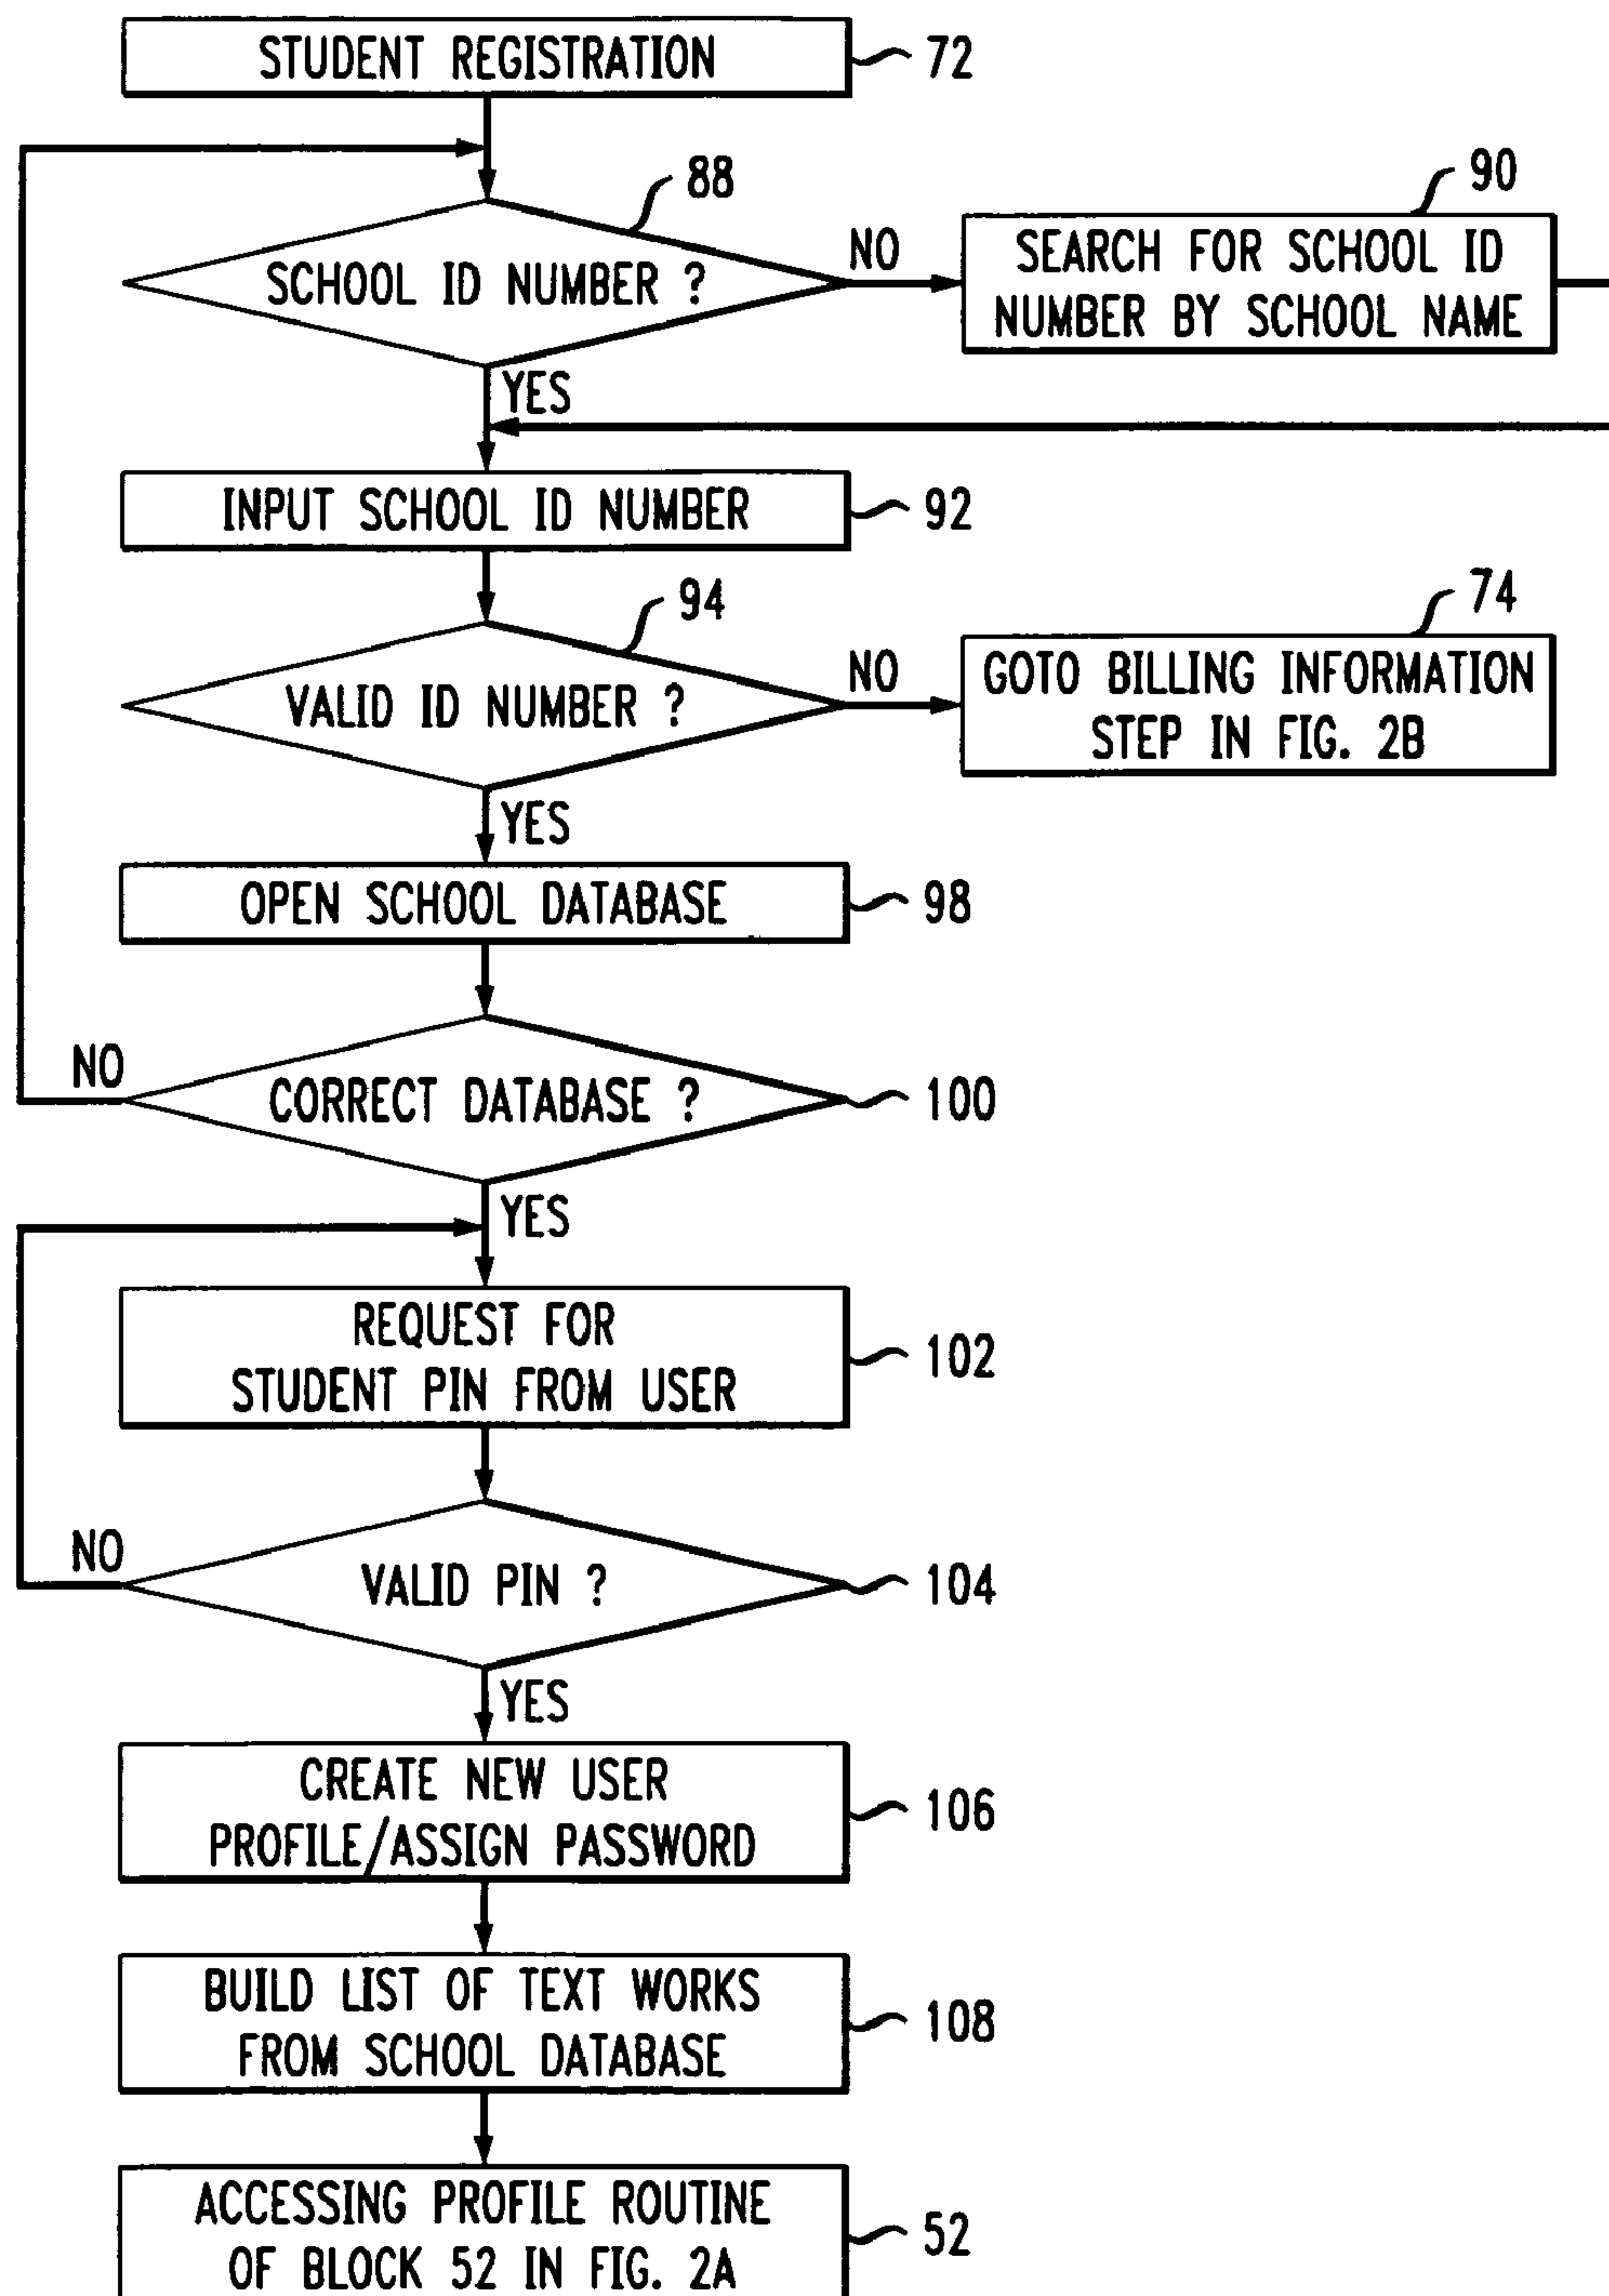 STUDENT REGISTRATION
72
88
SCHOOL ID NUMBER ?
NO
90
SEARCH FOR SCHOOL ID
NUMBER BY SCHOOL NAME
YES
INPUT SCHOOL ID NUMBER
92
94
VALID ID NUMBER ?
NO
74
GOTO BILLING INFORMATION
STEP IN FIG. 2B
YES
OPEN SCHOOL DATABASE
98
NO
CORRECT DATABASE ?
100
YES
REQUEST FOR
STUDENT PIN FROM USER
102
NO
VALID PIN ?
104
YES
CREATE NEW USER
PROFILE/ASSIGN PASSWORD
106
BUILD LIST OF TEXT WORKS
FROM SCHOOL DATABASE
108
ACCESSING PROFILE ROUTINE
OF BLOCK 52 IN FIG. 2A
52